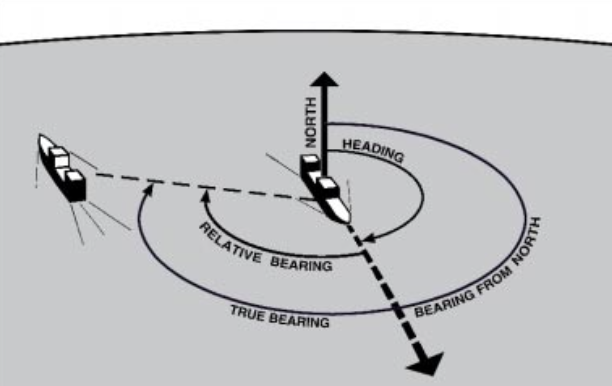 NORTH
HEADING
RELATIVE BEARING
TRUE BEARING
BEARING FROM NORTH